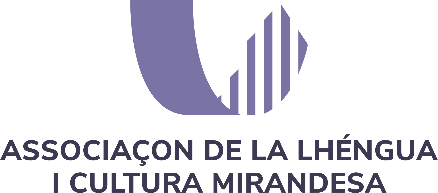 ASSOCIAÇON DE LA LHÉNGUA
I CULTURA MIRANDESA